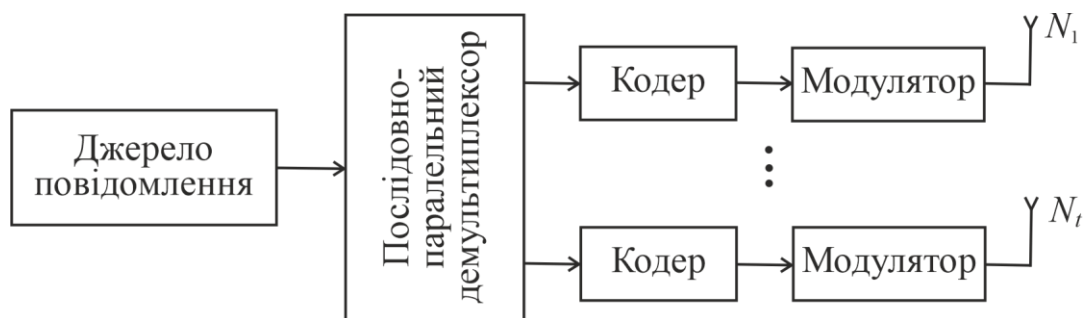 Джерело
повідомлення
Послідовно-
паралельний
демультиплексор
Кодер
Модулятор
N₁
...
Кодер
Модулятор
Nₜ